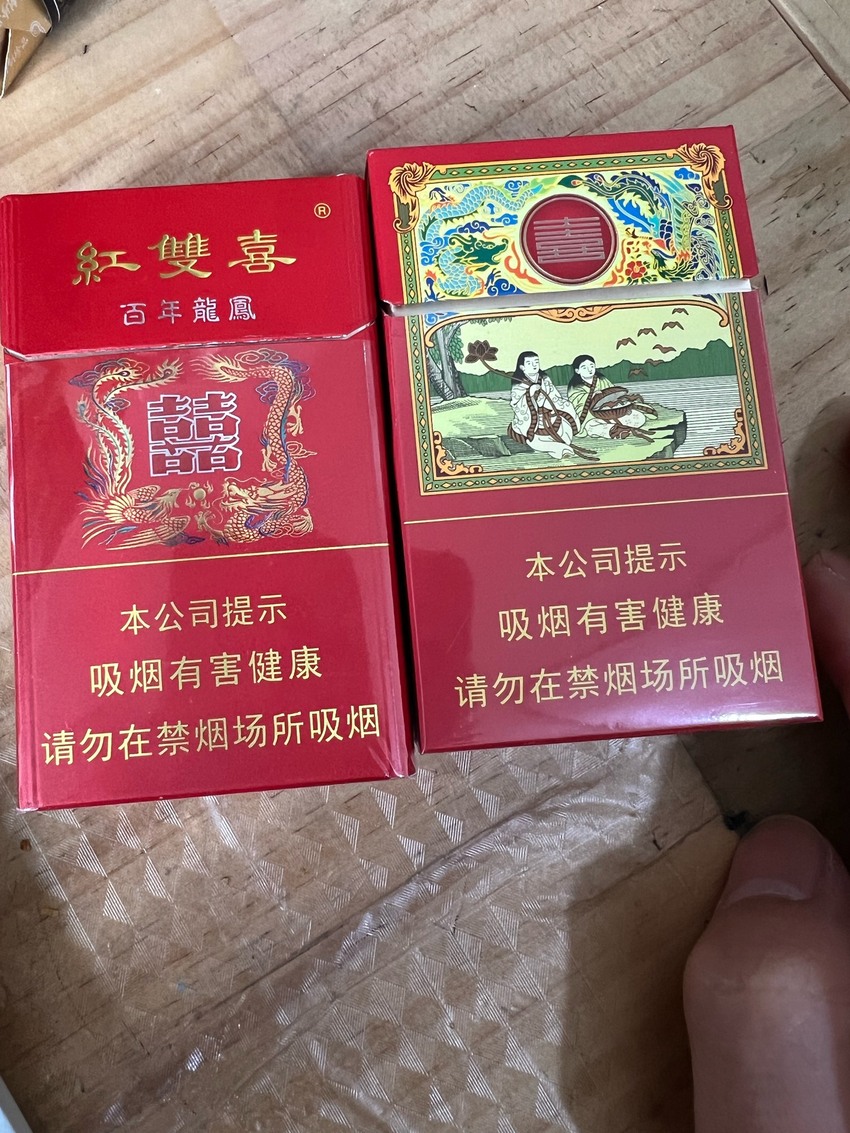 紅雙喜
®
百年龍鳳
囍
本公司提示
吸烟有害健康
请勿在禁烟场所吸烟
囍
本公司提示
吸烟有害健康
请勿在禁烟场所吸烟